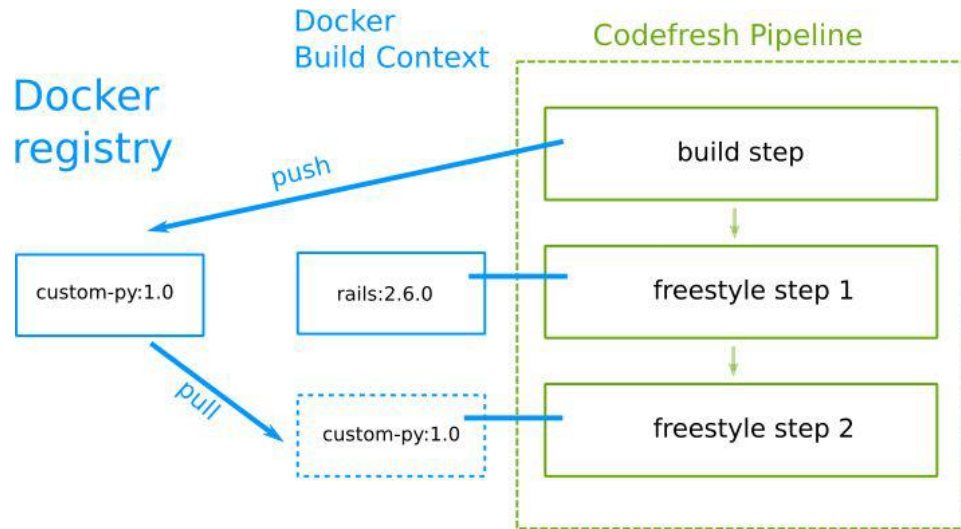 Docker
Build Context
Codefresh Pipeline
Docker
registry
build step
push
custom-py:1.0
rails:2.6.0
freestyle step 1
pull
custom-py:1.0
freestyle step 2